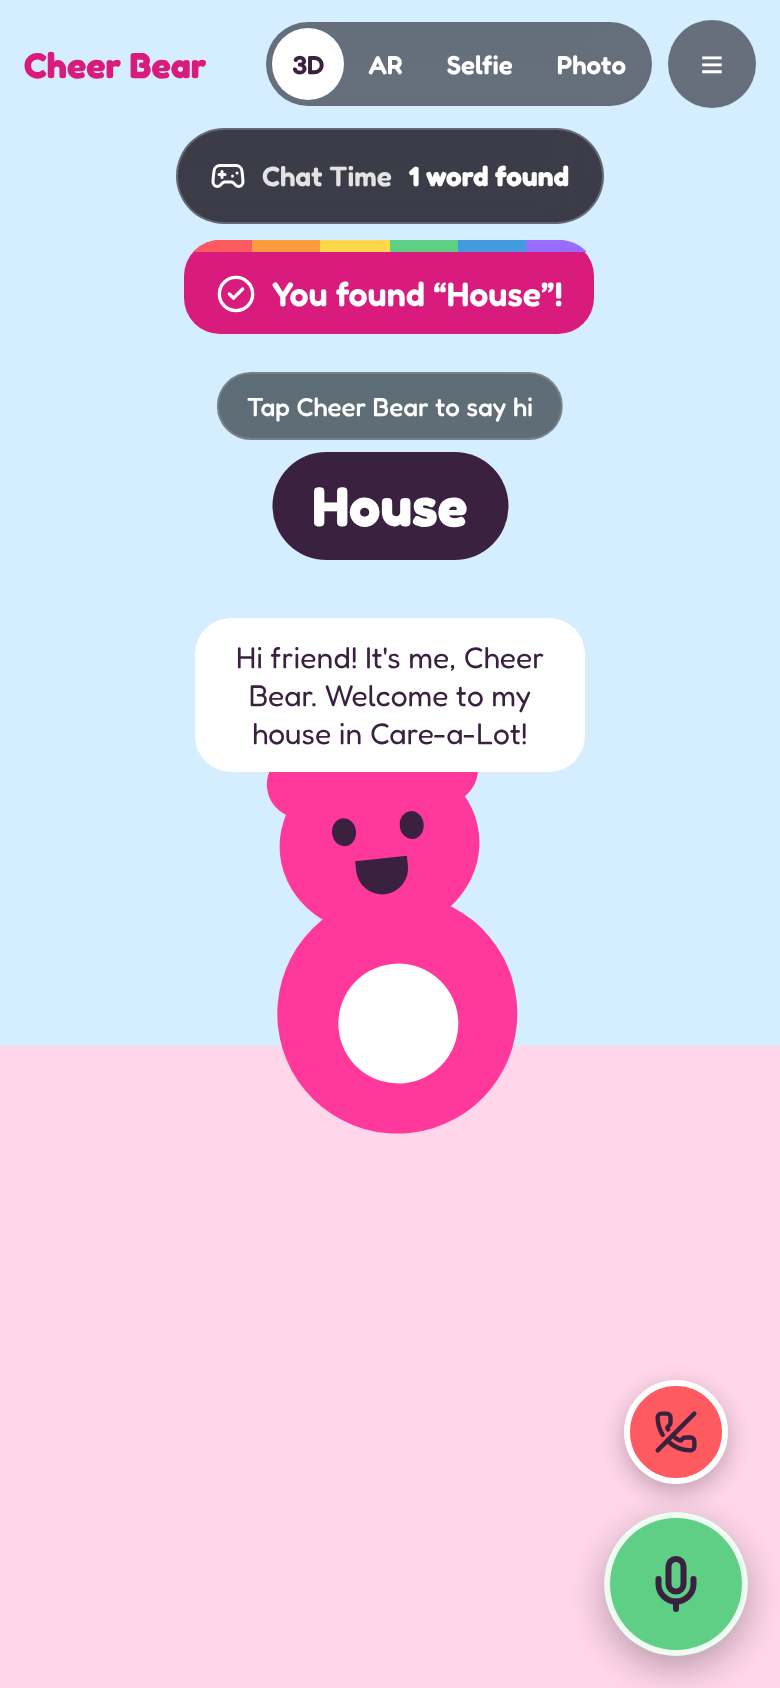 Cheer Bear
3D AR Selfie Photo
Chat Time 1 word found
You found “House”!
Tap Cheer Bear to say hi
House
Hi friend! It's me, Cheer
Bear. Welcome to my
house in Care-a-Lot!